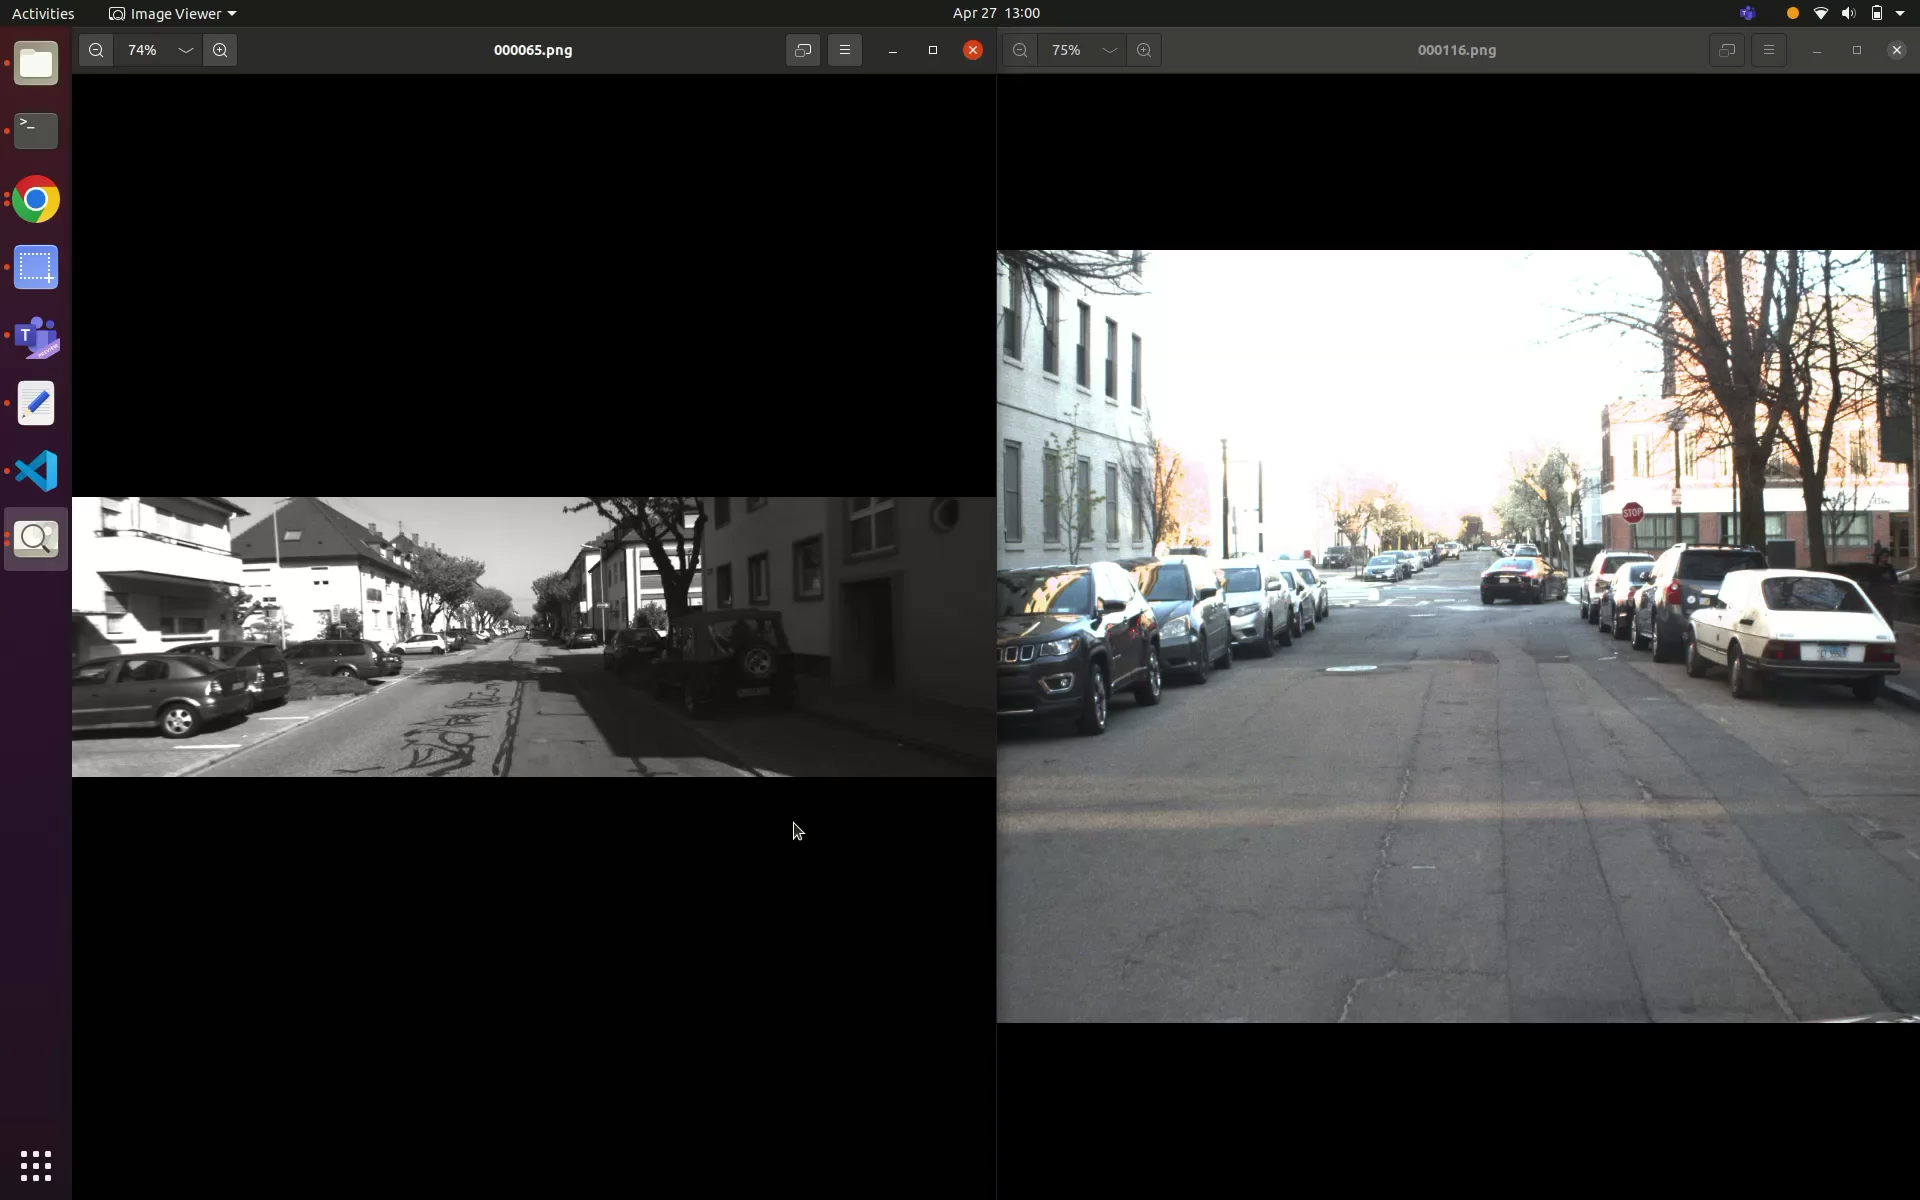 Activities
Image Viewer
Apr 27 13:00
74%
000065.png
75%
000116.png
>_
T
STOP